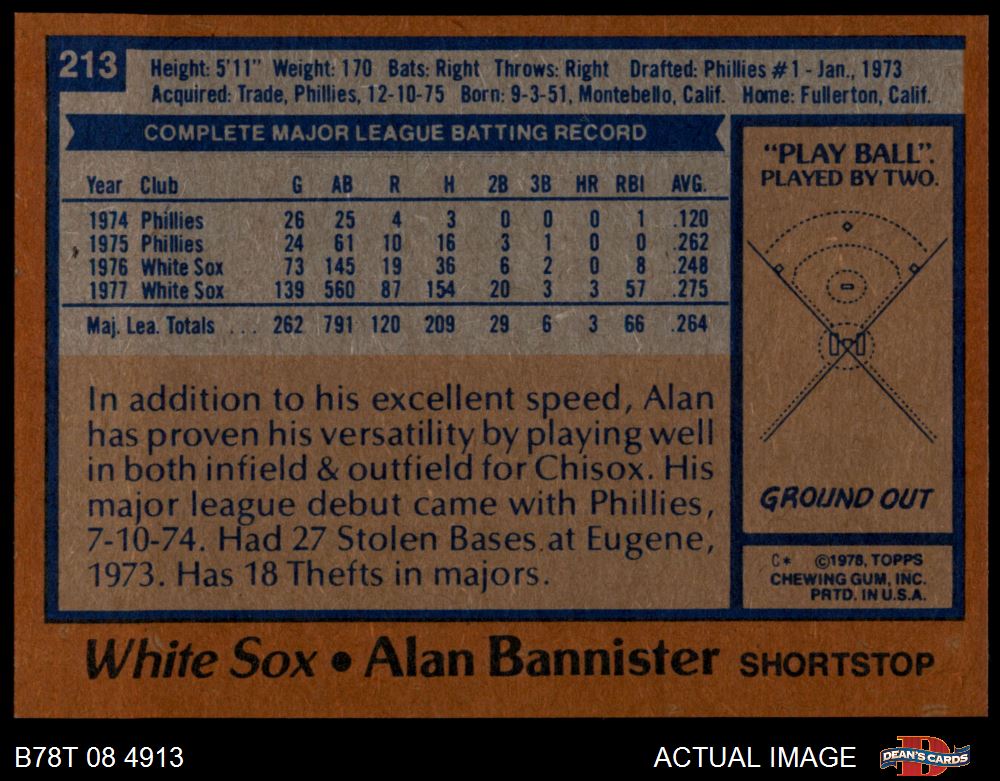 213
Height: 5'11" Weight: 170 Bats: Right Throws: Right Drafted: Phillies #1 - Jan., 1973
Acquired: Trade, Phillies, 12-10-75 Born: 9-3-51, Montebello, Calif. Home: Fullerton, Calif.
COMPLETE MAJOR LEAGUE BATTING RECORD
Year Club G AB R H 2B 3B HR RBI AVG.
1974 Phillies 26 25 4 3 0 0 0 1 .120
1975 Phillies 24 61 10 16 3 1 0 0 .262
1976 White Sox 73 145 19 36 6 2 0 8 .248
1977 White Sox 139 560 87 154 20 3 3 57 .275
Maj. Lea. Totals ... 262 791 120 209 29 6 3 66 .264
In addition to his excellent speed, Alan
has proven his versatility by playing well
in both infield & outfield for Chisox. His
major league debut came with Phillies,
7-10-74. Had 27 Stolen Bases at Eugene,
1973. Has 18 Thefts in majors.
"PLAY BALL".
PLAYED BY TWO.
GROUND OUT
C* ©1978, TOPPS
CHEWING GUM, INC.
PRTD. IN U.S.A.
White Sox • Alan Bannister SHORTSTOP
B78T 08 4913 ACTUAL IMAGE
D
DEAN'S CARDS